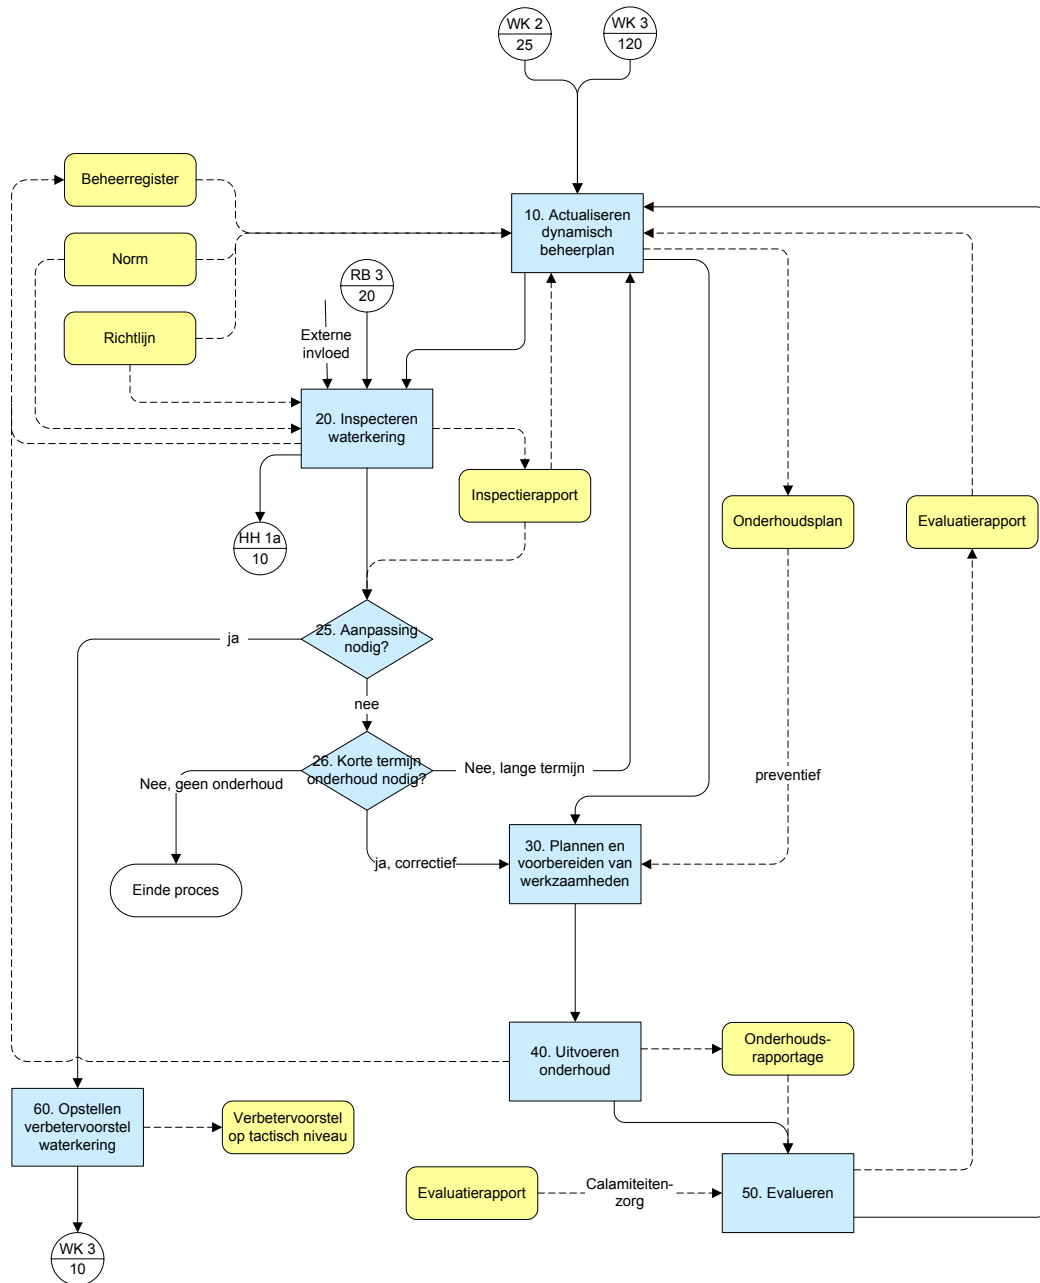 WK 2
25
WK 3
120
Beheerregister
10. Actualiseren
dynamisch
beheerplan
Norm
RB 3
20
Richtlijn
Externe
invloed
20. Inspecteren
waterkering
Inspectierapport
Onderhoudsplan
Evaluatierapport
HH 1a
10
25. Aanpassing
nodig?
ja
nee
26. Korte termijn
onderhoud nodig?
Nee, lange termijn
Nee, geen onderhoud
preventief
30. Plannen en
voorbereiden van
werkzaamheden
ja, correctief
Einde proces
40. Uitvoeren
onderhoud
Onderhouds-
rapportage
60. Opstellen
verbetervoorstel
waterkering
Verbetervoorstel
op tactisch niveau
Evaluatierapport
Calamiteiten-
zorg
50. Evalueren
WK 3
10